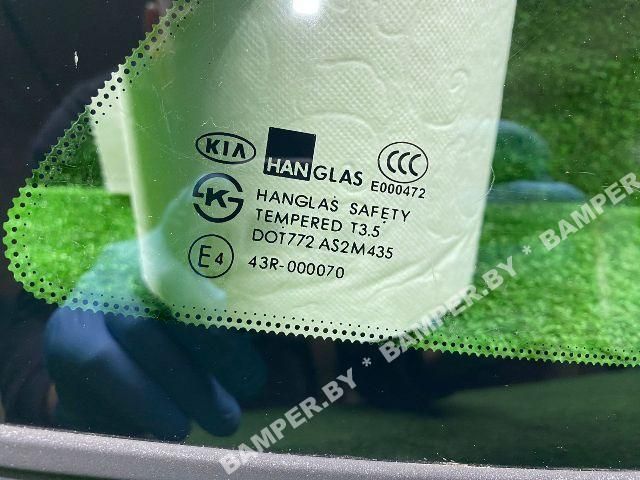 KIA HANGLAS CCC
E000472
K HANGLAS SAFETY
TEMPERED T3.5
DOT772 AS2M435
E4 43R-000070
BAMPER.BY * BAMPER.BY * BAMPER.BY